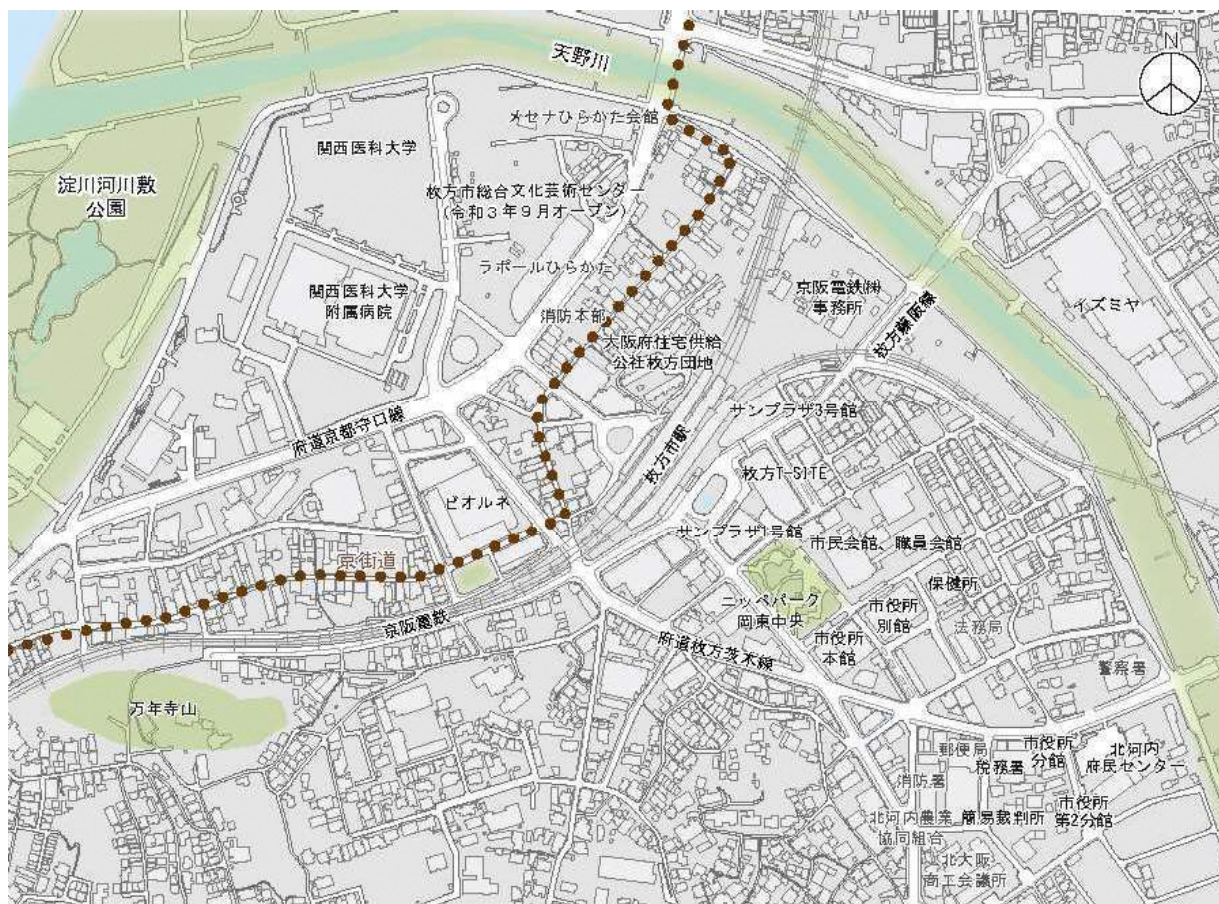 N
天野川
メセナひらかた会館
関西医科大学
淀川河川敷
公園
枚方市総合文化芸術センター
(令和3年9月オープン)
ラポールひらかた
関西医科大学
附属病院
京阪電鉄㈱
事務所
イズミヤ
消防本部
枚方藤阪線
大阪府住宅供給
公社枚方団地
サンプラザ3号館
府道京都守口線
枚方市駅
枚方T-SITE
ビオルネ
サンプラザ1号館
市民会館、職員会館
京街道
保健所
ニッペパーク
岡東中央
市役所
別館
法務局
京阪電鉄
府道枚方茨木線
市役所
本館
警察署
万年寺山
郵便局
税務署
市役所
分館
北河内
府民センター
消防署
北河内農業
協同組合
簡易裁判所
市役所
第2分館
北大阪
商工会議所